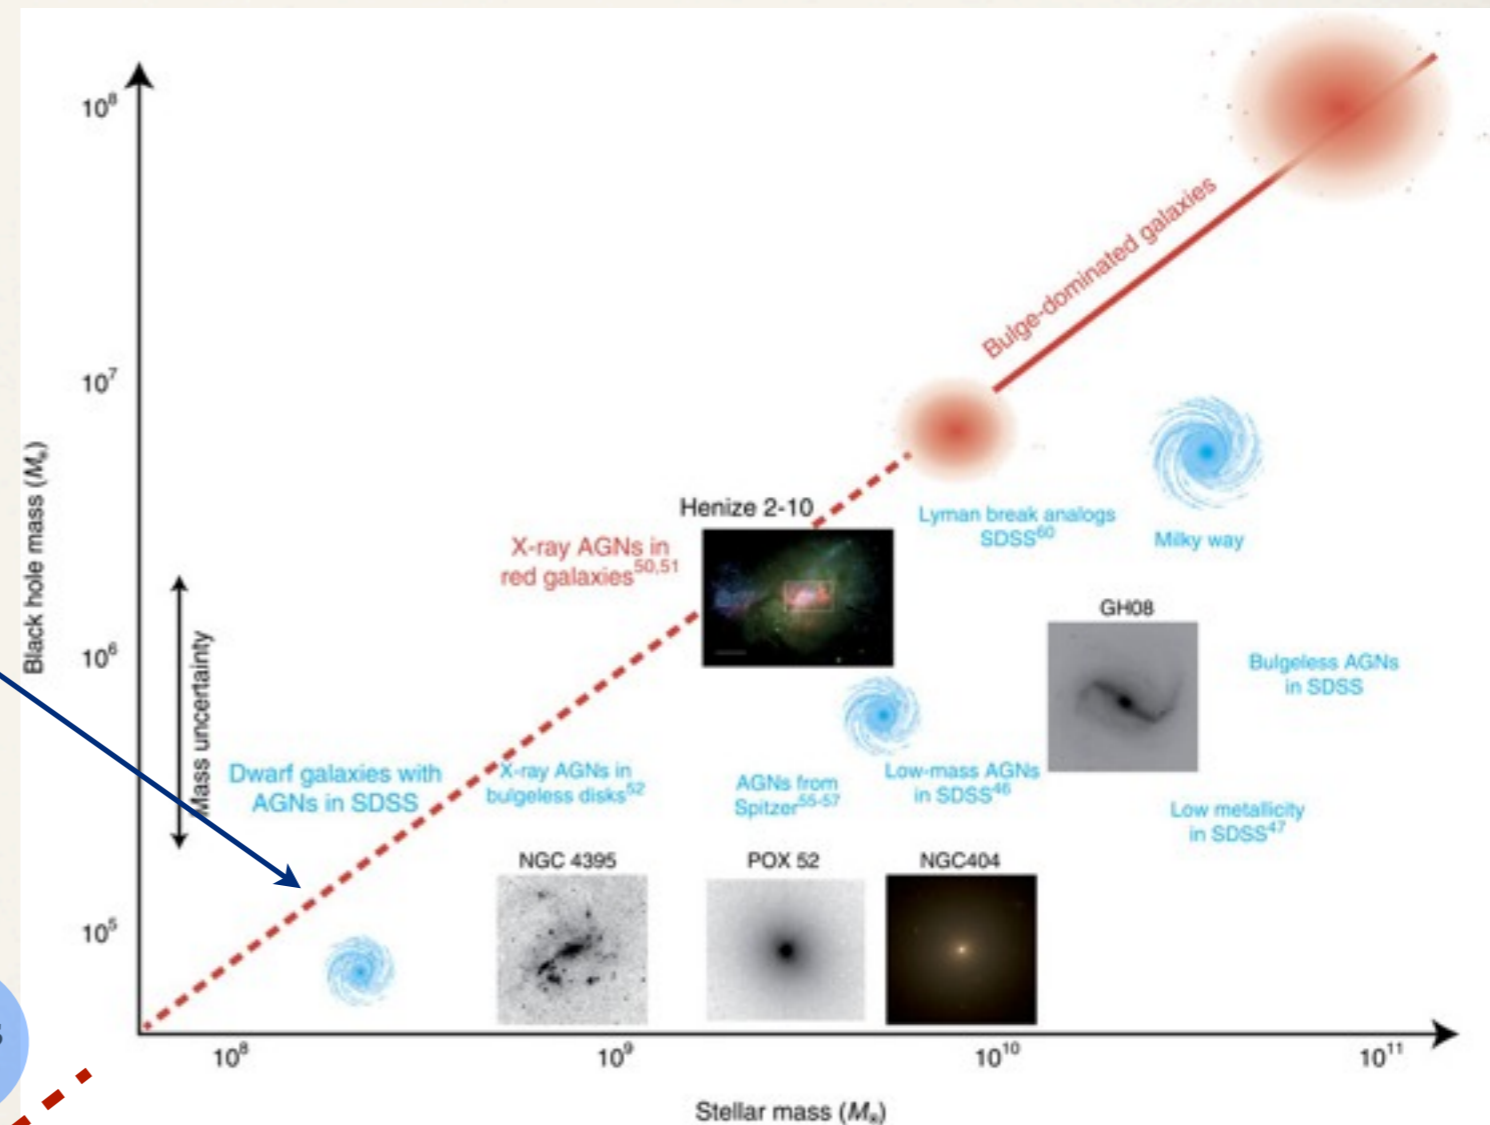 10⁸
Bulge-dominated galaxies
10⁷
Black hole mass (M⊛)
Henize 2-10
Lyman break analogs
SDSS⁶⁰
Milky way
X-ray AGNs in
red galaxies⁵⁰,⁵¹
GH08
10⁶
Mass uncertainty
Bulgeless AGNs
in SDSS
Dwarf galaxies with
AGNs in SDSS
X-ray AGNs in
bulgeless disks⁵²
AGNs from
Spitzer⁵⁵⁻⁵⁷
Low-mass AGNs
in SDSS⁴⁶
Low metallicity
in SDSS⁴⁷
NGC 4395
POX 52
NGC404
10⁵
10⁸
10⁹
10¹⁰
10¹¹
Stellar mass (M⊛)